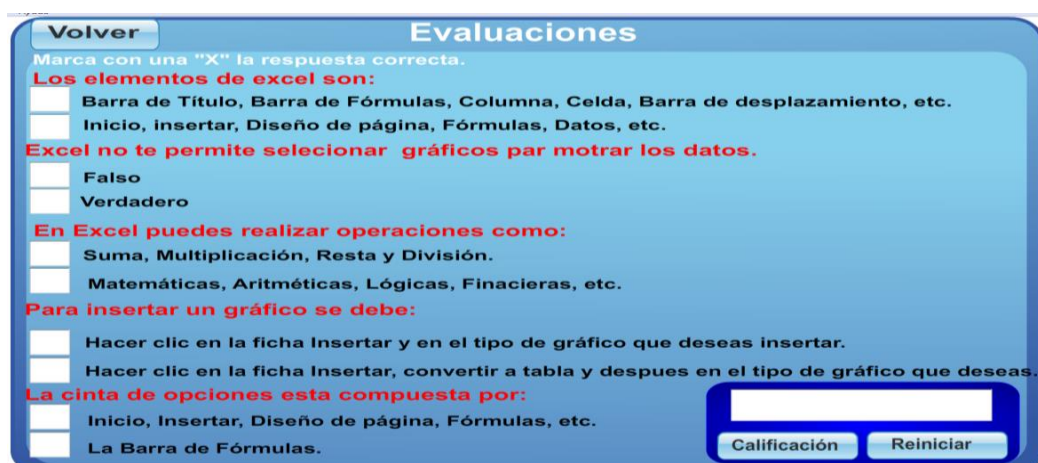 Volver
Evaluaciones
Marca con una "X" la respuesta correcta.
Los elementos de excel son:
Barra de Título, Barra de Fórmulas, Columna, Celda, Barra de desplazamiento, etc.
Inicio, insertar, Diseño de página, Fórmulas, Datos, etc.
Excel no te permite selecionar gráficos par motrar los datos.
Falso
Verdadero
En Excel puedes realizar operaciones como:
Suma, Multiplicación, Resta y División.
Matemáticas, Aritméticas, Lógicas, Finacieras, etc.
Para insertar un gráfico se debe:
Hacer clic en la ficha Insertar y en el tipo de gráfico que deseas insertar.
Hacer clic en la ficha Insertar, convertir a tabla y despues en el tipo de gráfico que deseas.
La cinta de opciones esta compuesta por:
Inicio, Insertar, Diseño de página, Fórmulas, etc.
La Barra de Fórmulas.
Calificación
Reiniciar